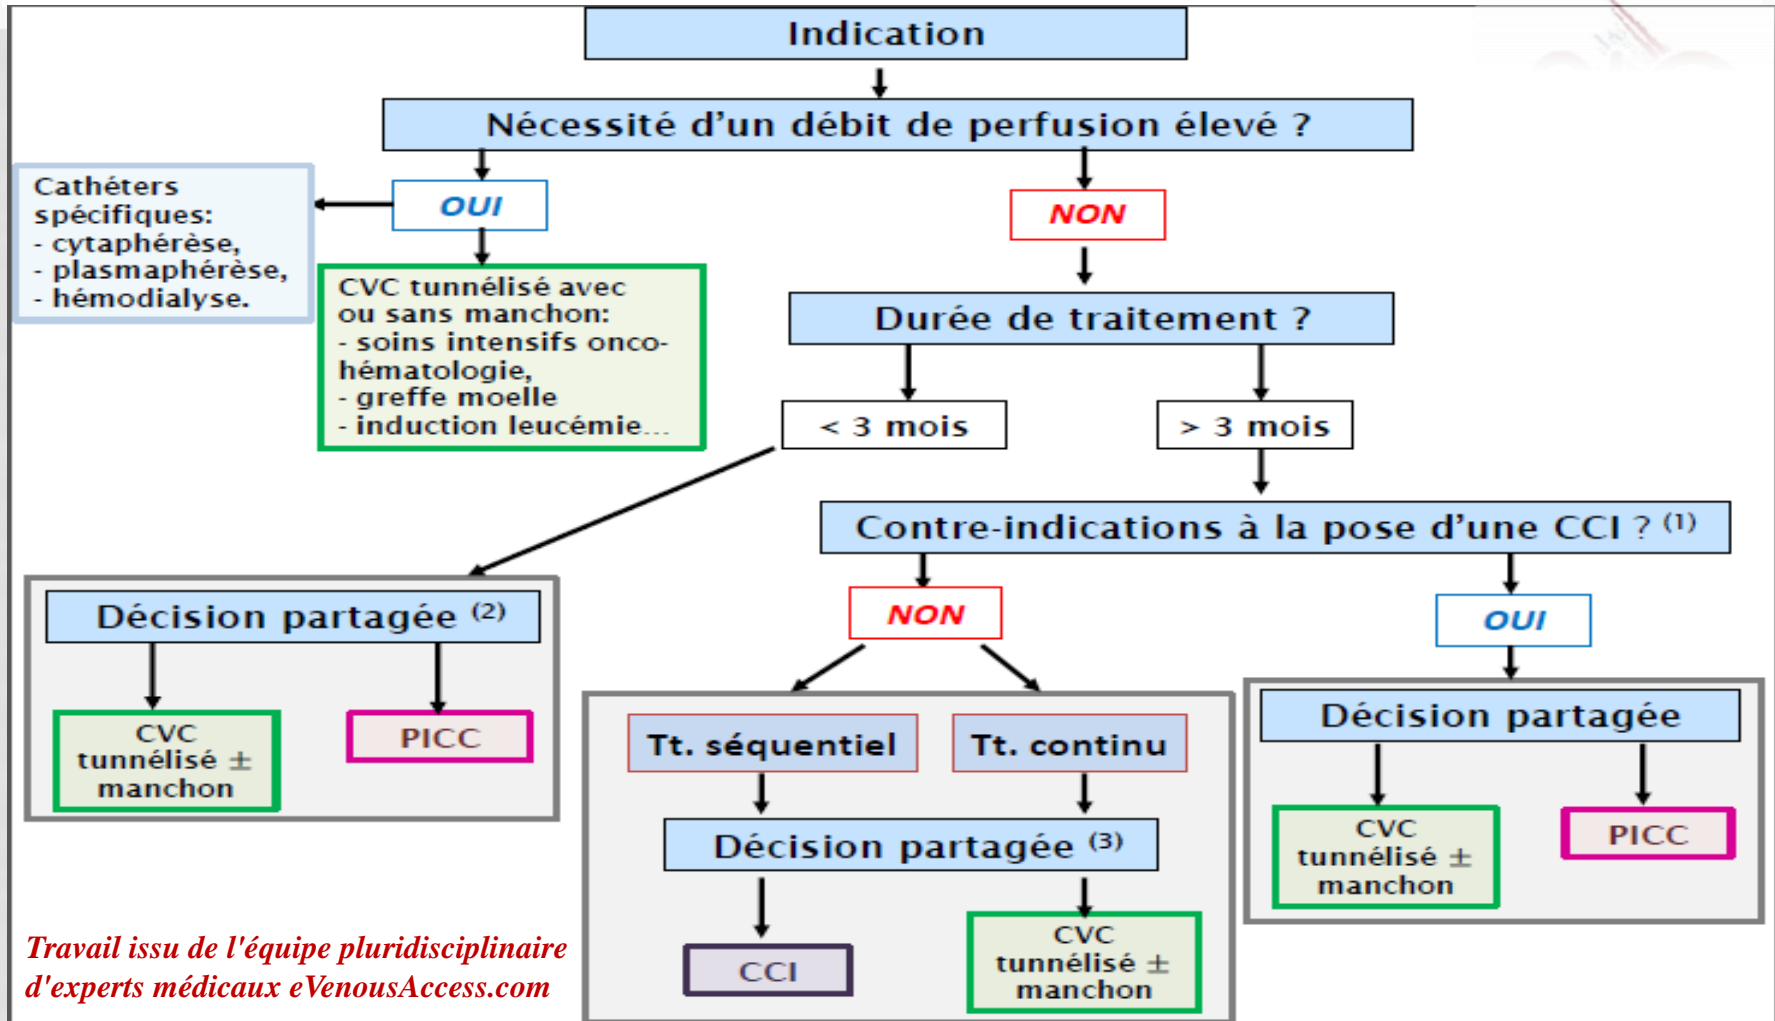 Indication
Nécessité d'un débit de perfusion élevé ?
OUI
NON
Cathéters
spécifiques:
- cytaphérèse,
- plasmaphérèse,
- hémodialyse.
CVC tunnélisé avec
ou sans manchon:
- soins intensifs onco-
hématologie,
- greffe moelle
- induction leucémie...
Durée de traitement ?
< 3 mois
> 3 mois
Contre-indications à la pose d'une CCI ? (1)
NON
OUI
Décision partagée (2)
CVC
tunnélisé ±
manchon
PICC
Tt. séquentiel
Tt. continu
Décision partagée (3)
CCI
CVC
tunnélisé ±
manchon
Décision partagée
CVC
tunnélisé ±
manchon
PICC
Travail issu de l'équipe pluridisciplinaire
d'experts médicaux eVenousAccess.com